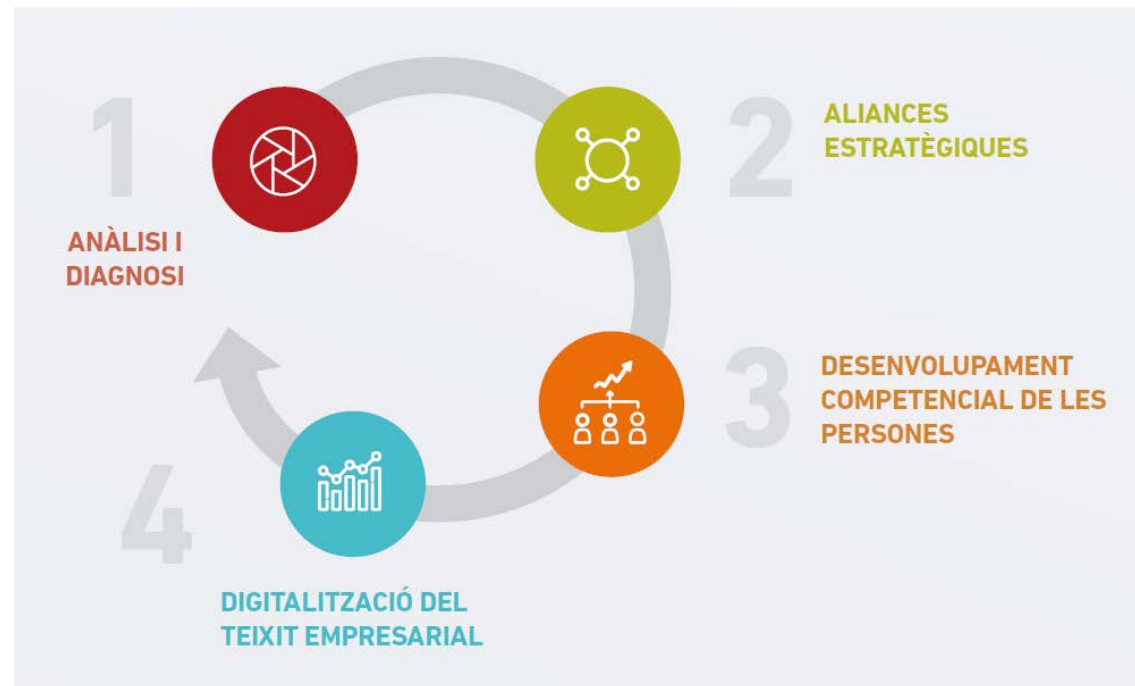 1
ANÀLISI I
DIAGNOSI
2
ALIANCES
ESTRATÈGIQUES
3
DESENVOLUPAMENT
COMPETENCIAL DE LES
PERSONES
4
DIGITALITZACIÓ DEL
TEIXIT EMPRESARIAL